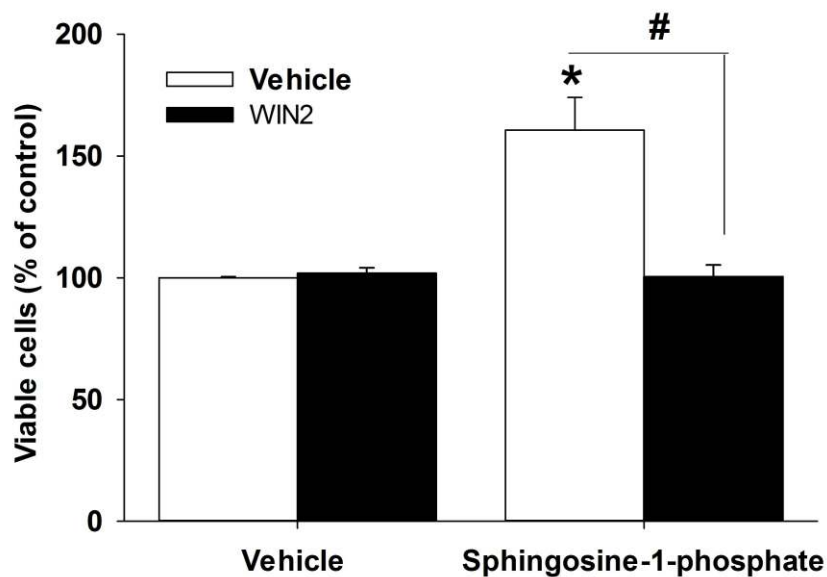 200
#
Vehicle
WIN2
*
150
100
50
0
Viable cells (% of control)
Vehicle
Sphingosine-1-phosphate